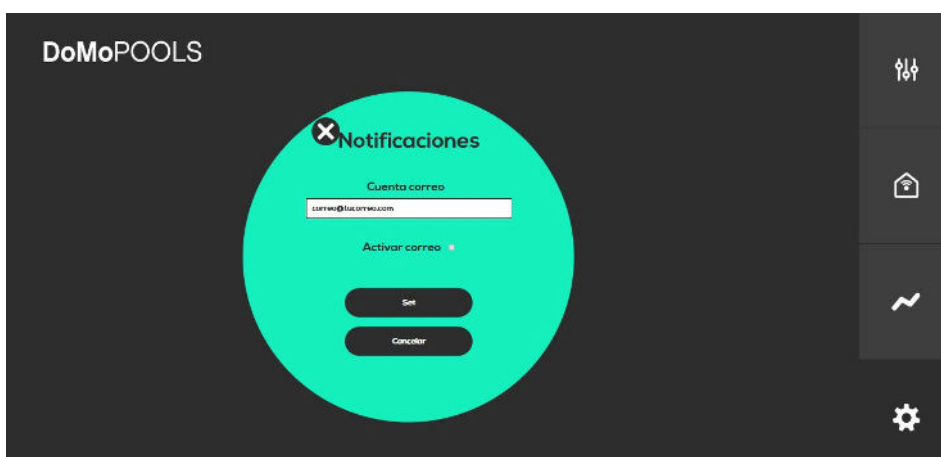 DoMoPOOLS
Notificaciones
Cuenta correo
correo@tucorreo.com
Activar correo
Set
Cancelar